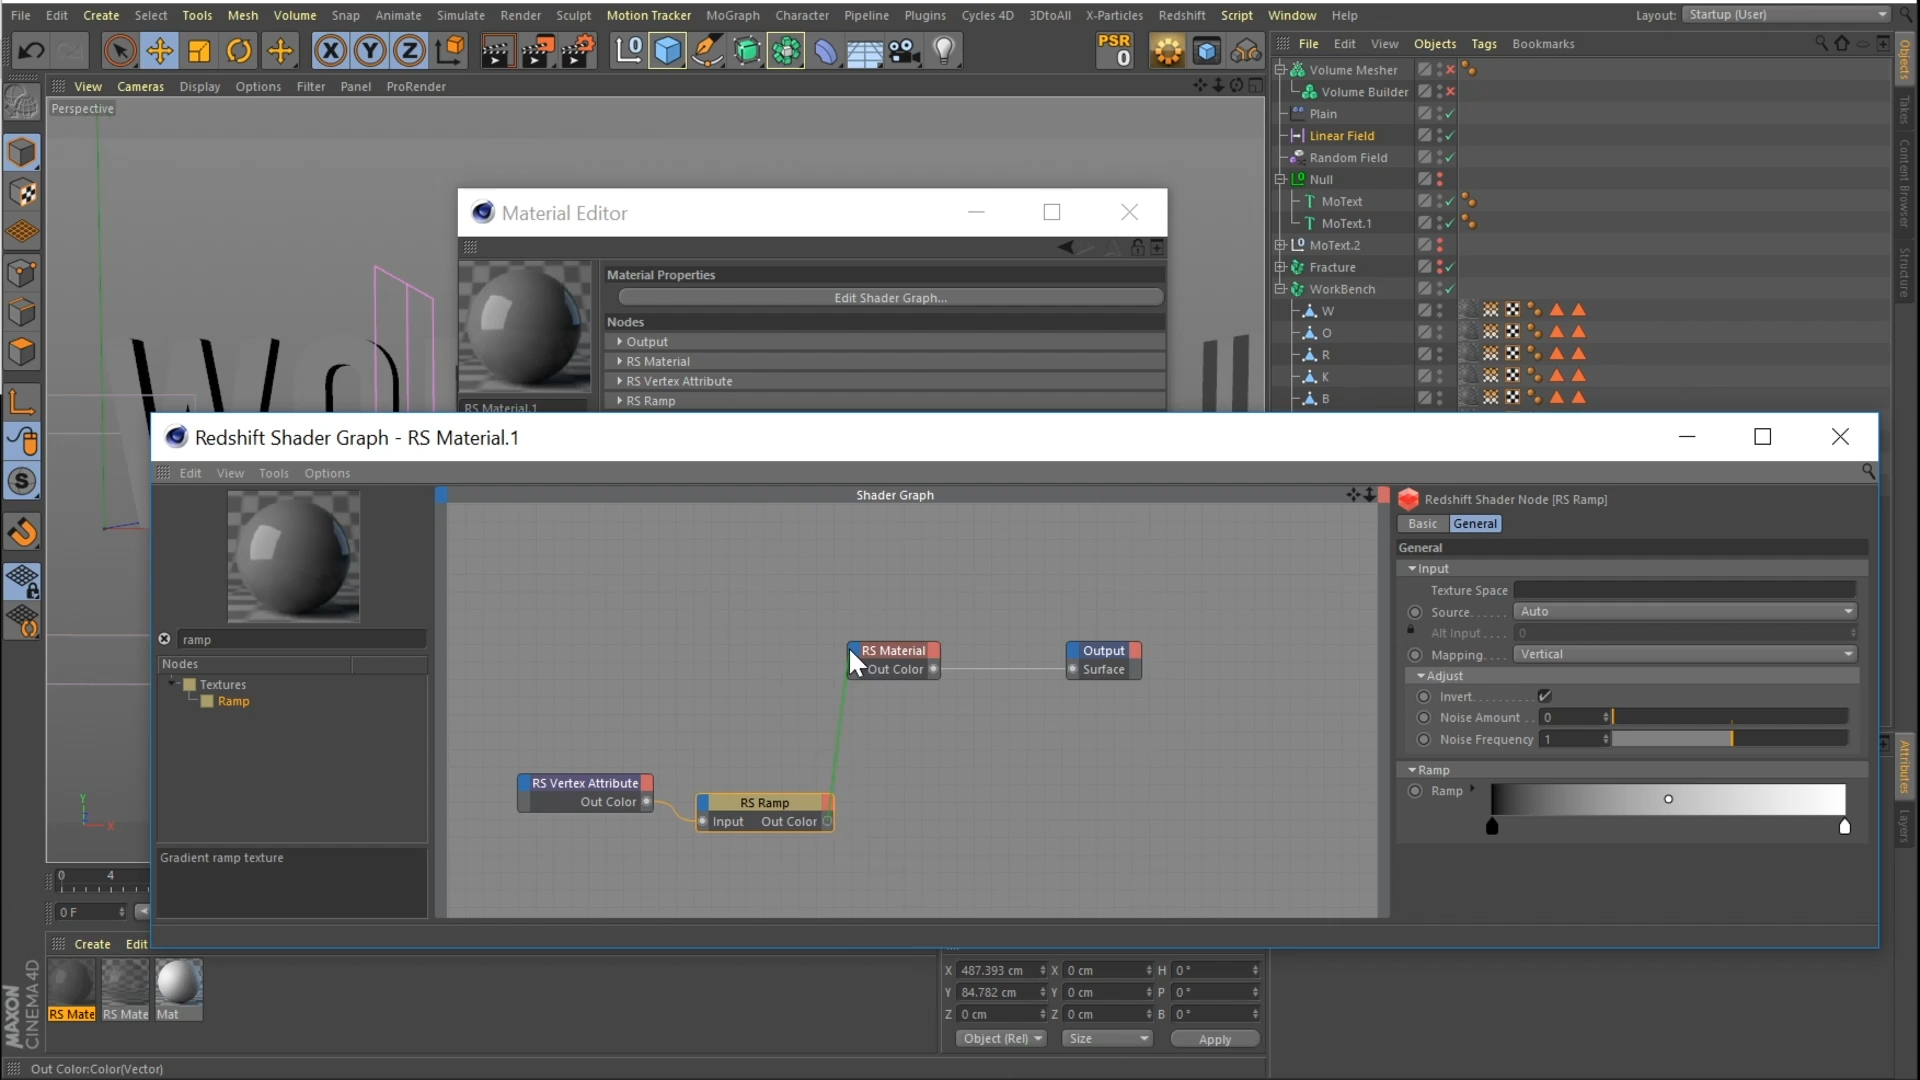 File Edit Create Select Tools Mesh Volume Snap Animate Simulate Render Sculpt Motion Tracker MoGraph Character Pipeline Plugins Cycles 4D 3DtoAll X-Particles Redshift Script Window Help Layout: Startup (User)
X Y Z PSR 0
File Edit View Objects Tags Bookmarks
View Cameras Display Options Filter Panel ProRender
Perspective
Volume Mesher
Volume Builder
Plain
Linear Field
Random Field
Null
MoText
MoText.1
MoText.2
Fracture
WorkBench
W
O
R
K
B
Objects
Takes
Content Browser
Structure
Material Editor
Material Properties
Edit Shader Graph...
Nodes
Output
RS Material
RS Vertex Attribute
RS Ramp
RS Material.1
Redshift Shader Graph - RS Material.1
Edit View Tools Options
Shader Graph
ramp
Nodes
Textures
Ramp
Gradient ramp texture
RS Material
Out Color
Output
Surface
RS Vertex Attribute
Out Color
RS Ramp
Input Out Color
Redshift Shader Node [RS Ramp]
Basic General
General
Input
Texture Space
Source...... Auto
Alt Input.... 0
Mapping.... Vertical
Adjust
Invert.........
Noise Amount .. 0
Noise Frequency 1
Ramp
Ramp
Attributes
Layers
Y
X
0 4
0 F
Create Edit
RS Mate RS Mate Mat
MAXON
CINEMA 4D
X 487.393 cm X 0 cm H 0 °
Y 84.782 cm Y 0 cm P 0 °
Z 0 cm Z 0 cm B 0 °
Object (Rel) Size Apply
Out Color:Color(Vector)